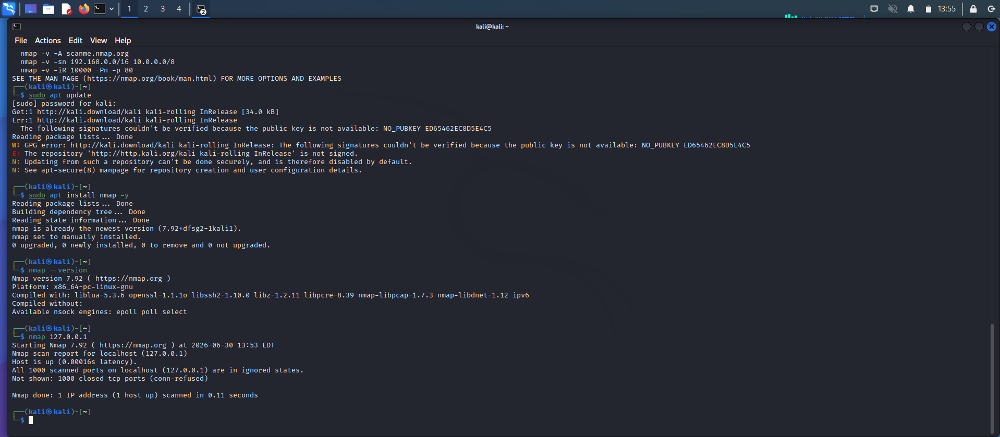 1 2 3 4 2 13:55
kali@kali: ~
File Actions Edit View Help
nmap -v -A scanme.nmap.org
nmap -v -sn 192.168.0.0/16 10.0.0.0/8
nmap -v -iR 10000 -Pn -p 80
SEE THE MAN PAGE (https://nmap.org/book/man.html) FOR MORE OPTIONS AND EXAMPLES
┌──(kali㉿kali)-[~]
└─$ sudo apt update
[sudo] password for kali:
Get:1 http://kali.download/kali kali-rolling InRelease [34.0 kB]
Err:1 http://kali.download/kali kali-rolling InRelease
The following signatures couldn't be verified because the public key is not available: NO_PUBKEY ED65462EC8D5E4C5
Reading package lists... Done
W: GPG error: http://kali.download/kali kali-rolling InRelease: The following signatures couldn't be verified because the public key is not available: NO_PUBKEY ED65462EC8D5E4C5
E: The repository 'http://http.kali.org/kali kali-rolling InRelease' is not signed.
N: Updating from such a repository can't be done securely, and is therefore disabled by default.
N: See apt-secure(8) manpage for repository creation and user configuration details.
┌──(kali㉿kali)-[~]
└─$ sudo apt install nmap -y
Reading package lists... Done
Building dependency tree... Done
Reading state information... Done
nmap is already the newest version (7.92+dfsg2-1kali1).
nmap set to manually installed.
0 upgraded, 0 newly installed, 0 to remove and 0 not upgraded.
┌──(kali㉿kali)-[~]
└─$ nmap --version
Nmap version 7.92 ( https://nmap.org )
Platform: x86_64-pc-linux-gnu
Compiled with: liblua-5.3.6 openssl-1.1.1o libssh2-1.10.0 libz-1.2.11 libpcre-8.39 nmap-libpcap-1.7.3 nmap-libdnet-1.12 ipv6
Compiled without:
Available nsock engines: epoll poll select
┌──(kali㉿kali)-[~]
└─$ nmap 127.0.0.1
Starting Nmap 7.92 ( https://nmap.org ) at 2026-06-30 13:53 EDT
Nmap scan report for localhost (127.0.0.1)
Host is up (0.00016s latency).
All 1000 scanned ports on localhost (127.0.0.1) are in ignored states.
Not shown: 1000 closed tcp ports (conn-refused)
Nmap done: 1 IP address (1 host up) scanned in 0.11 seconds
┌──(kali㉿kali)-[~]
└─$